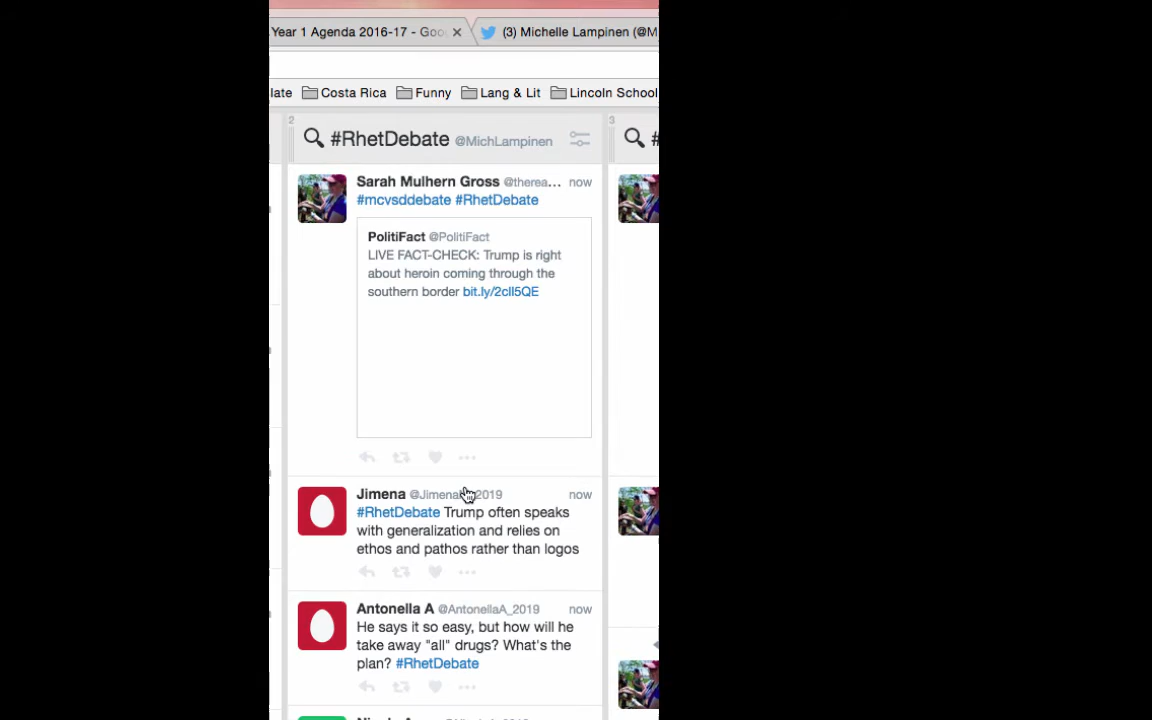 Year 1 Agenda 2016-17 - Goo
(3) Michelle Lampinen (@M
late Costa Rica Funny Lang & Lit Lincoln School
2
3
#RhetDebate @MichLampinen
#
Sarah Mulhern Gross @therea... now
#mcvsddebate #RhetDebate
PolitiFact @PolitiFact
LIVE FACT-CHECK: Trump is right
about heroin coming through the
southern border bit.ly/2cII5QE
Jimena now
#RhetDebate Trump often speaks
with generalization and relies on
ethos and pathos rather than logos
Antonella A @AntonellaA_2019 now
He says it so easy, but how will he
take away "all" drugs? What's the
plan? #RhetDebate